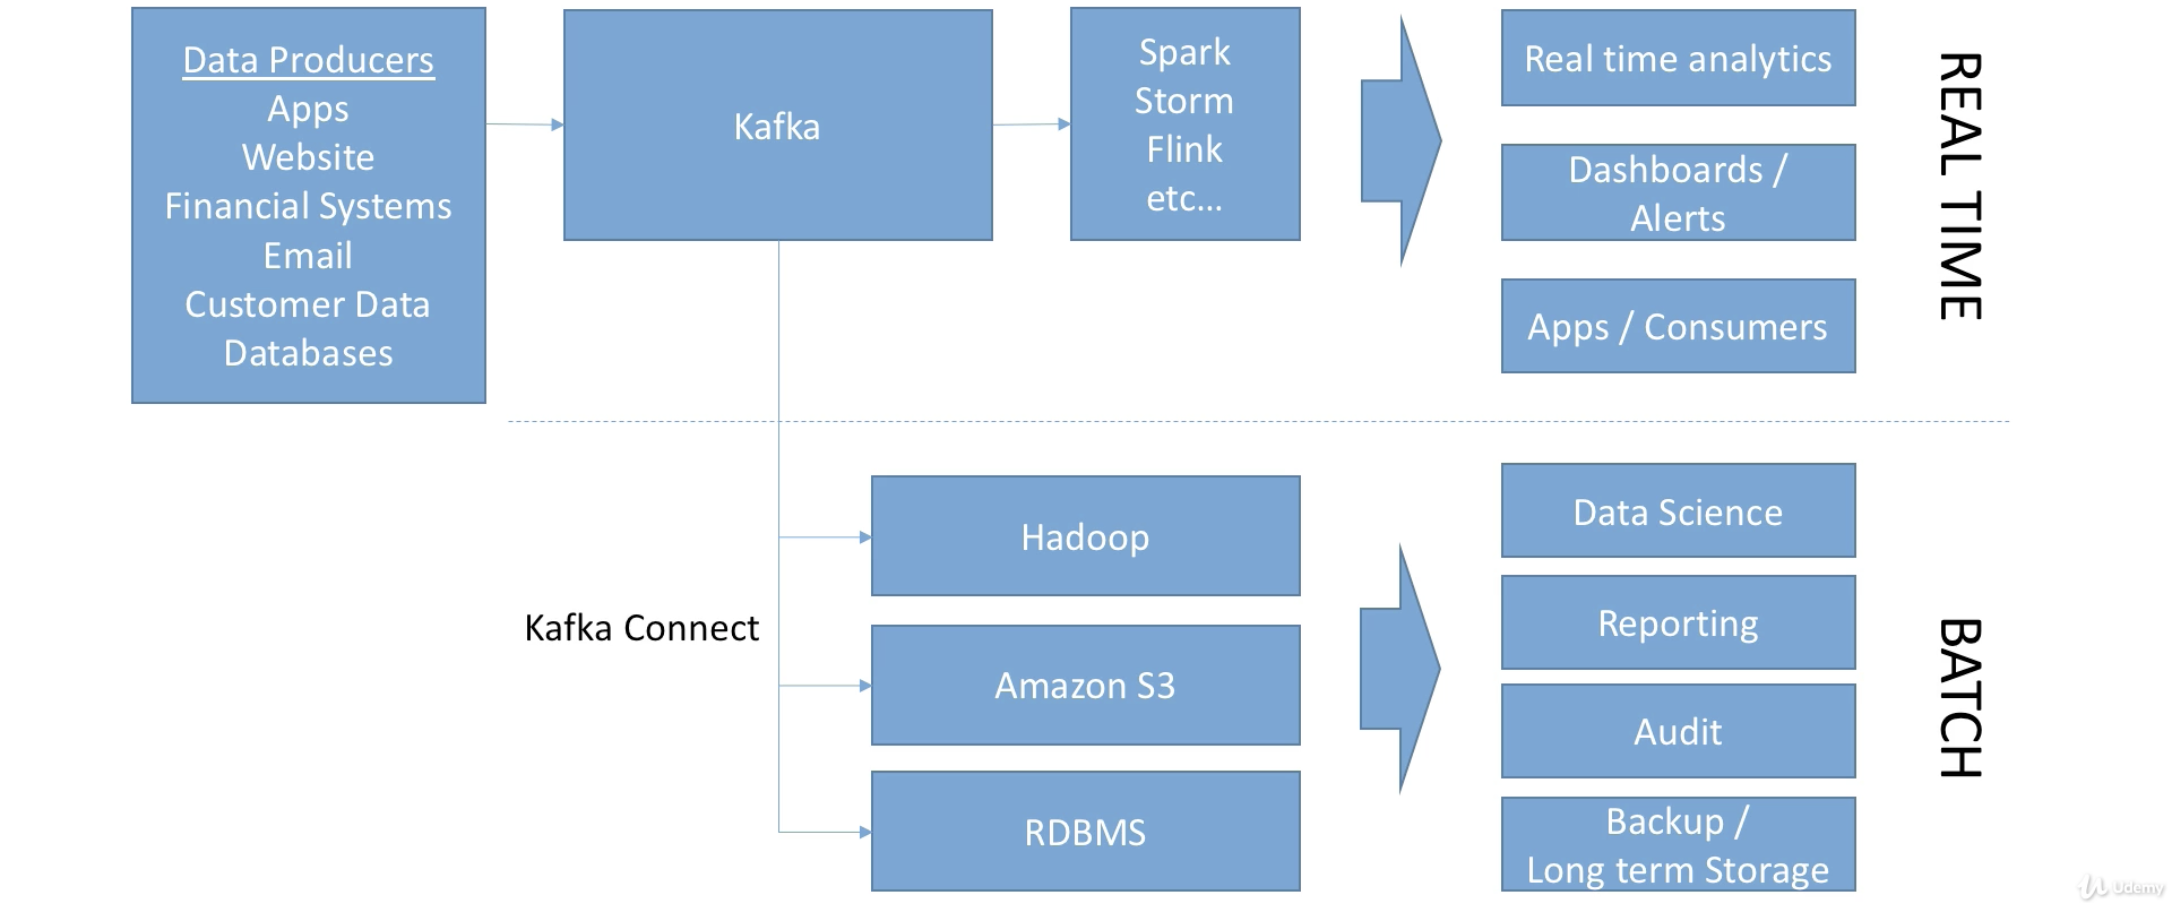 Data Producers
Apps
Website
Financial Systems
Email
Customer Data
Databases
Kafka
Spark
Storm
Flink
etc...
Real time analytics
Dashboards /
Alerts
Apps / Consumers
REAL TIME
Kafka Connect
Hadoop
Amazon S3
RDBMS
Data Science
Reporting
Audit
Backup /
Long term Storage
BATCH
Udemy